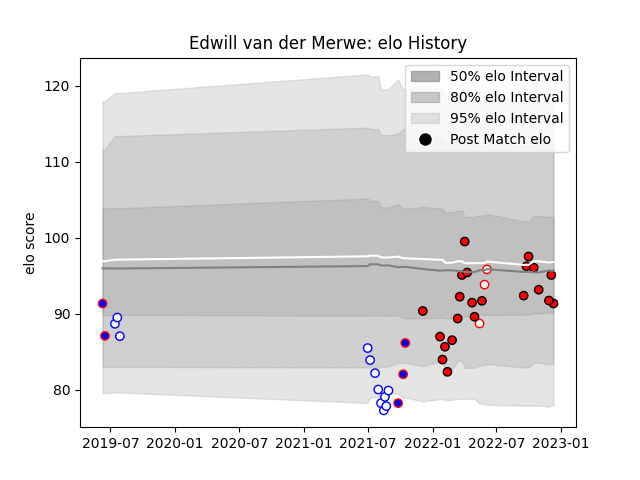 Edwill van der Merwe: elo History
50% elo Interval
80% elo Interval
95% elo Interval
Post Match elo
elo score
120
110
100
90
80
2019-07
2020-01
2020-07
2021-01
2021-07
2022-01
2022-07
2023-01